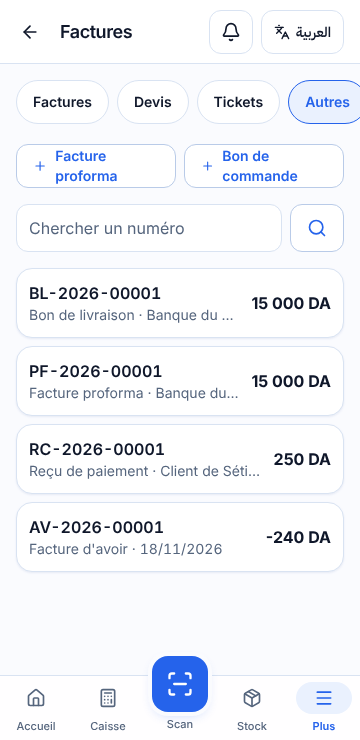 Factures
العربية
Factures
Devis
Tickets
Autres
Facture
proforma
Bon de
commande
Chercher un numéro
BL-2026-00001
Bon de livraison · Banque du ...
15 000 DA
PF-2026-00001
Facture proforma · Banque du...
15 000 DA
RC-2026-00001
Reçu de paiement · Client de Séti...
250 DA
AV-2026-00001
Facture d'avoir · 18/11/2026
-240 DA
Accueil
Caisse
Scan
Stock
Plus